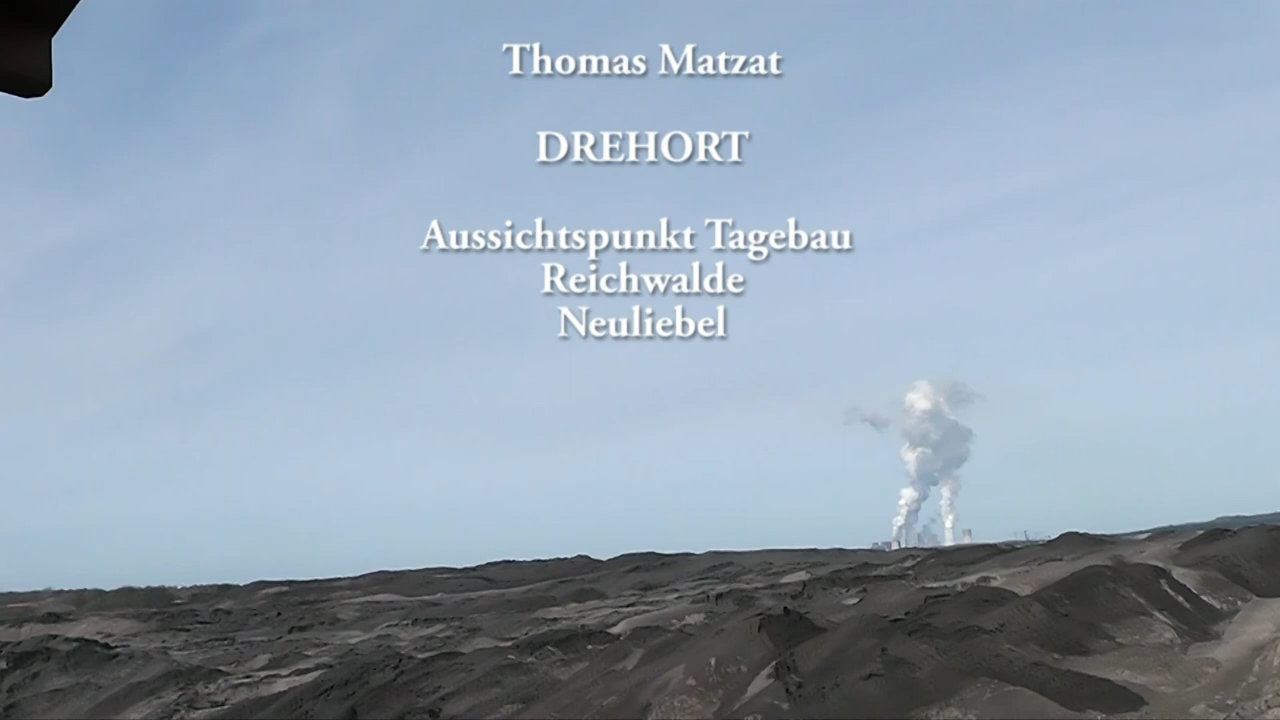 Thomas Matzat
DREHORT
Aussichtspunkt Tagebau
Reichwalde
Neuliebel